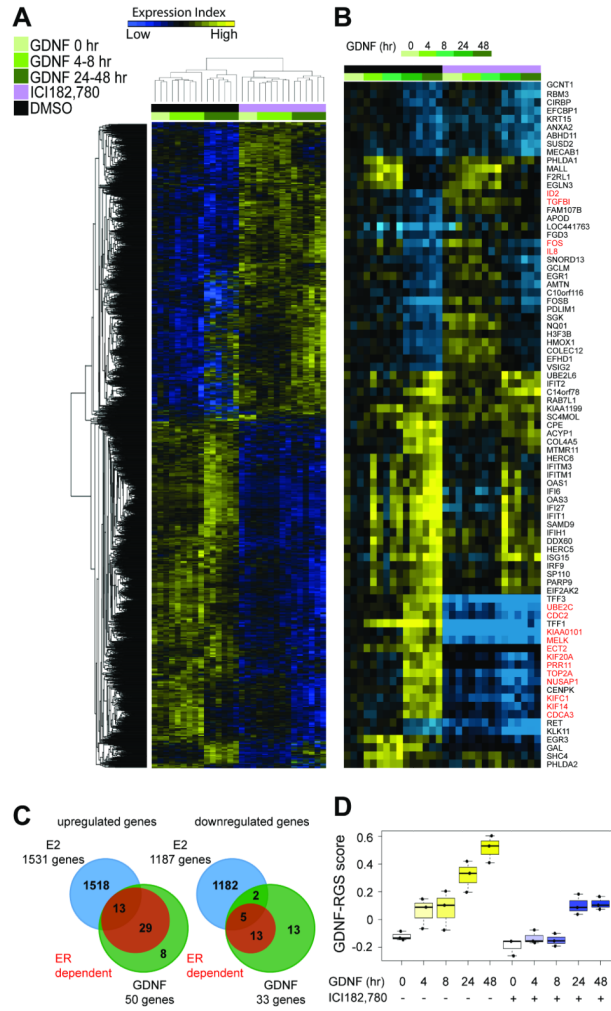 A
Expression Index
Low
High
GDNF 0 hr
GDNF 4-8 hr
GDNF 24-48 hr
ICI182,780
DMSO
B
GDNF (hr)
0 4 8 24 48
GCNT1
RBM3
CIRBP
EFCBP1
KRT15
ANXA2
ABHD11
SUSD2
MECAB1
PHLDA1
MALL
F2RL1
EGLN3
ID2
TGFBI
FAM107B
APOD
LOC441763
FGD3
FOS
IL8
SNORD13
GCLM
EGR1
AMTN
C10orf116
FOSB
PDLIM1
SGK
NQ01
H3F3B
HMOX1
COLEC12
EFHD1
VSIG2
UBE2L6
IFIT2
C14orf78
RAB7L1
KIAA1199
SC4MOL
CPE
ACYP1
COL4A5
MTMR11
HERC6
IFITM3
IFITM1
OAS1
IFI6
OAS3
IFI27
IFIT1
SAMD9
IFIH1
DDX60
HERC5
ISG15
IRF9
SP110
PARP9
EIF2AK2
TFF3
UBE2C
CDC2
TFF1
KIAA0101
MELK
ECT2
KIF20A
PRR11
TOP2A
NUSAP1
CENPK
KIFC1
KIF14
CDCA3
RET
KLK11
EGR3
GAL
SHC4
PHLDA2
C
upregulated genes
downregulated genes
E2
1531 genes
E2
1187 genes
1518
13
29
8
1182
2
5
13
13
ER
dependent
ER
dependent
GDNF
50 genes
GDNF
33 genes
D
GDNF-RGS score
0.6
0.4
0.2
0
-0.2
GDNF (hr) 0 4 8 24 48 0 4 8 24 48
ICI182,780 - - - - - + + + + +